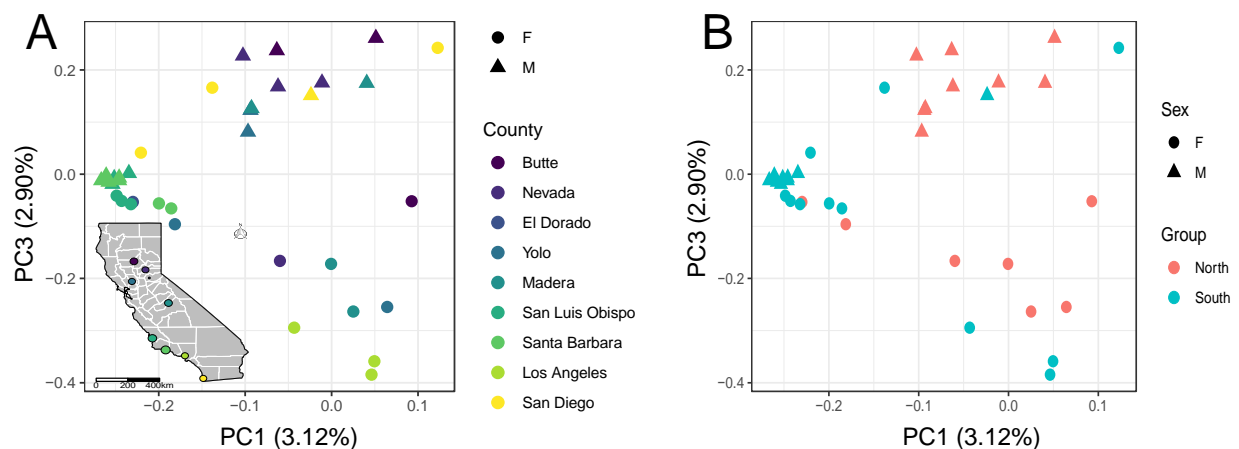 A
PC3 (2.90%)
0.2
0.0
−0.2
−0.4
−0.2
−0.1
0.0
0.1
PC1 (3.12%)
0
200
400km
F
M
County
Butte
Nevada
El Dorado
Yolo
Madera
San Luis Obispo
Santa Barbara
Los Angeles
San Diego
B
PC3 (2.90%)
0.2
0.0
−0.2
−0.4
−0.2
−0.1
0.0
0.1
PC1 (3.12%)
Sex
F
M
Group
North
South